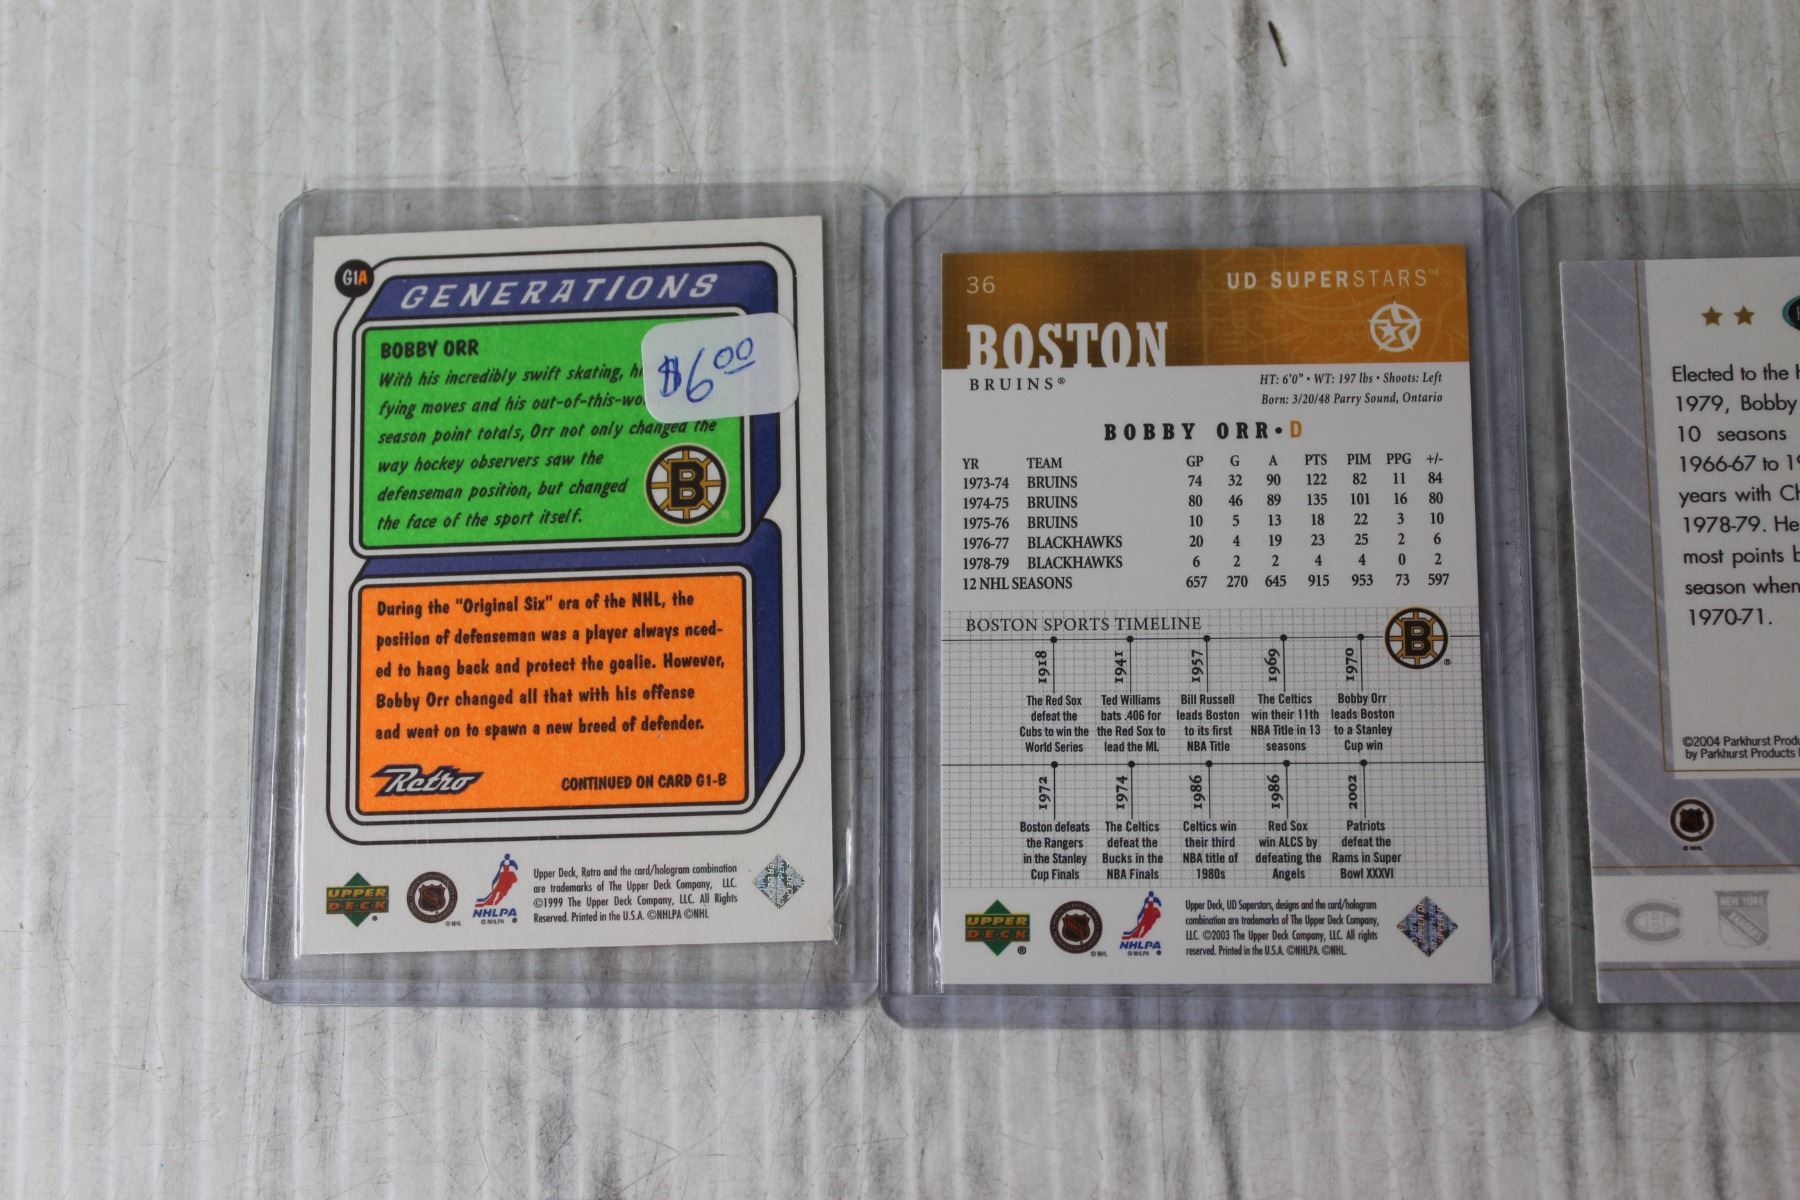 G1A
GENERATIONS
BOBBY ORR
With his incredibly swift skating,
fying moves and his
season point totals, Orr not only changed the
way hockey observers saw the
defenseman position, but changed
the face of the sport itself.
$6.00
B
During the "Original Six" era of the NHL, the
position of defenseman was a player always need-
ed to hang back and protect the goalie. However,
Bobby Orr changed all that with his offense
and went on to spawn a new breed of defender.
Retro
CONTINUED ON CARD G1-B
UPPER
DECK
NHLPA
Upper Deck, Retro and the card/hologram combination
are trademarks of The Upper Deck Company, LLC.
©1999 The Upper Deck Company, LLC. All Rights
Reserved. Printed in the U.S.A. ©NHLPA ©NHL
36
UD SUPERSTARS™
BOSTON
BRUINS®
HT: 6'0" • WT: 197 lbs • Shoots: Left
Born: 3/20/48 Parry Sound, Ontario
BOBBY ORR • D
YR TEAM GP G A PTS PIM PPG +/-
1973-74 BRUINS 74 32 90 122 82 11 84
1974-75 BRUINS 80 46 89 135 101 16 80
1975-76 BRUINS 10 5 13 18 22 3 10
1976-77 BLACKHAWKS 20 4 19 23 25 2 6
1978-79 BLACKHAWKS 6 2 2 4 4 0 2
12 NHL SEASONS 657 270 645 915 953 73 597
BOSTON SPORTS TIMELINE
B
1918 1941 1957 1969 1970
The Red Sox Ted Williams Bill Russell The Celtics Bobby Orr
defeat the bats .406 for leads Boston win their 11th leads Boston
Cubs to win the the Red Sox to to its first NBA Title in 13 to a Stanley
World Series lead the ML NBA Title seasons Cup win
1972 1974 1986 1986 2002
Boston defeats The Celtics Celtics win Red Sox Patriots
the Rangers defeat the their third win ALCS by defeat the
in the Stanley Bucks in the NBA title of defeating the Rams in Super
Cup Finals NBA Finals 1980s Angels Bowl XXXVI
UPPER
DECK
NHLPA
Upper Deck, UD Superstars, designs and the card/hologram
combination are trademarks of The Upper Deck Company,
LLC. ©2003 The Upper Deck Company, LLC. All rights
reserved. Printed in the U.S.A. ©NHLPA. ©NHL.
Elected to the
1979, Bobby
10 seasons
1966-67 to
years with
1978-79. He
most points
season when
1970-71.
©2004 Parkhurst
by Parkhurst Products
© NHL
NEW YORK